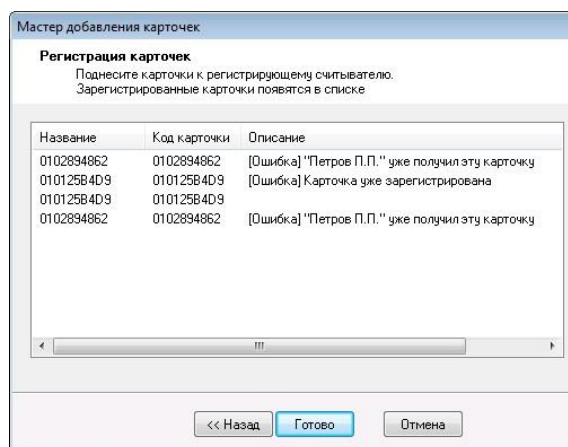 Мастер добавления карточек
Регистрация карточек
Поднесите карточки к регистрирующему считывателю.
Зарегистрированные карточки появятся в списке
Название Код карточки Описание
0102894862 0102894862 [Ошибка] "Петров П.П." уже получил эту карточку
010125B4D9 010125B4D9 [Ошибка] Карточка уже зарегистрирована
010125B4D9 010125B4D9
0102894862 0102894862 [Ошибка] "Петров П.П." уже получил эту карточку
<< Назад Готово Отмена